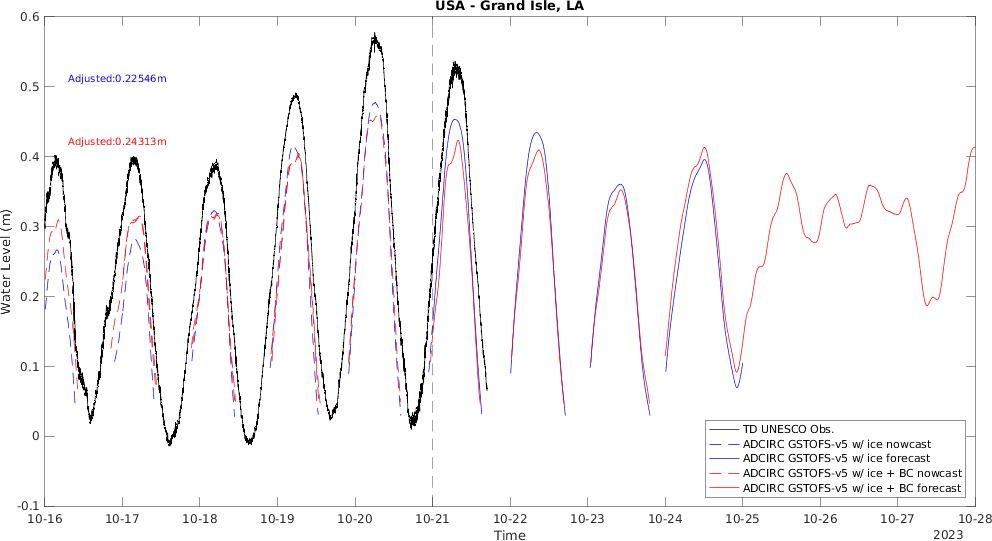 USA - Grand Isle, LA
0.6
0.5
0.4
0.3
0.2
0.1
0
-0.1
Water Level (m)
Adjusted:0.22546m
Adjusted:0.24313m
TD UNESCO Obs.
ADCIRC GSTOFS-v5 w/ ice nowcast
ADCIRC GSTOFS-v5 w/ ice forecast
ADCIRC GSTOFS-v5 w/ ice + BC nowcast
ADCIRC GSTOFS-v5 w/ ice + BC forecast
10-16 10-17 10-18 10-19 10-20 10-21 10-22 10-23 10-24 10-25 10-26 10-27 10-28
Time
2023